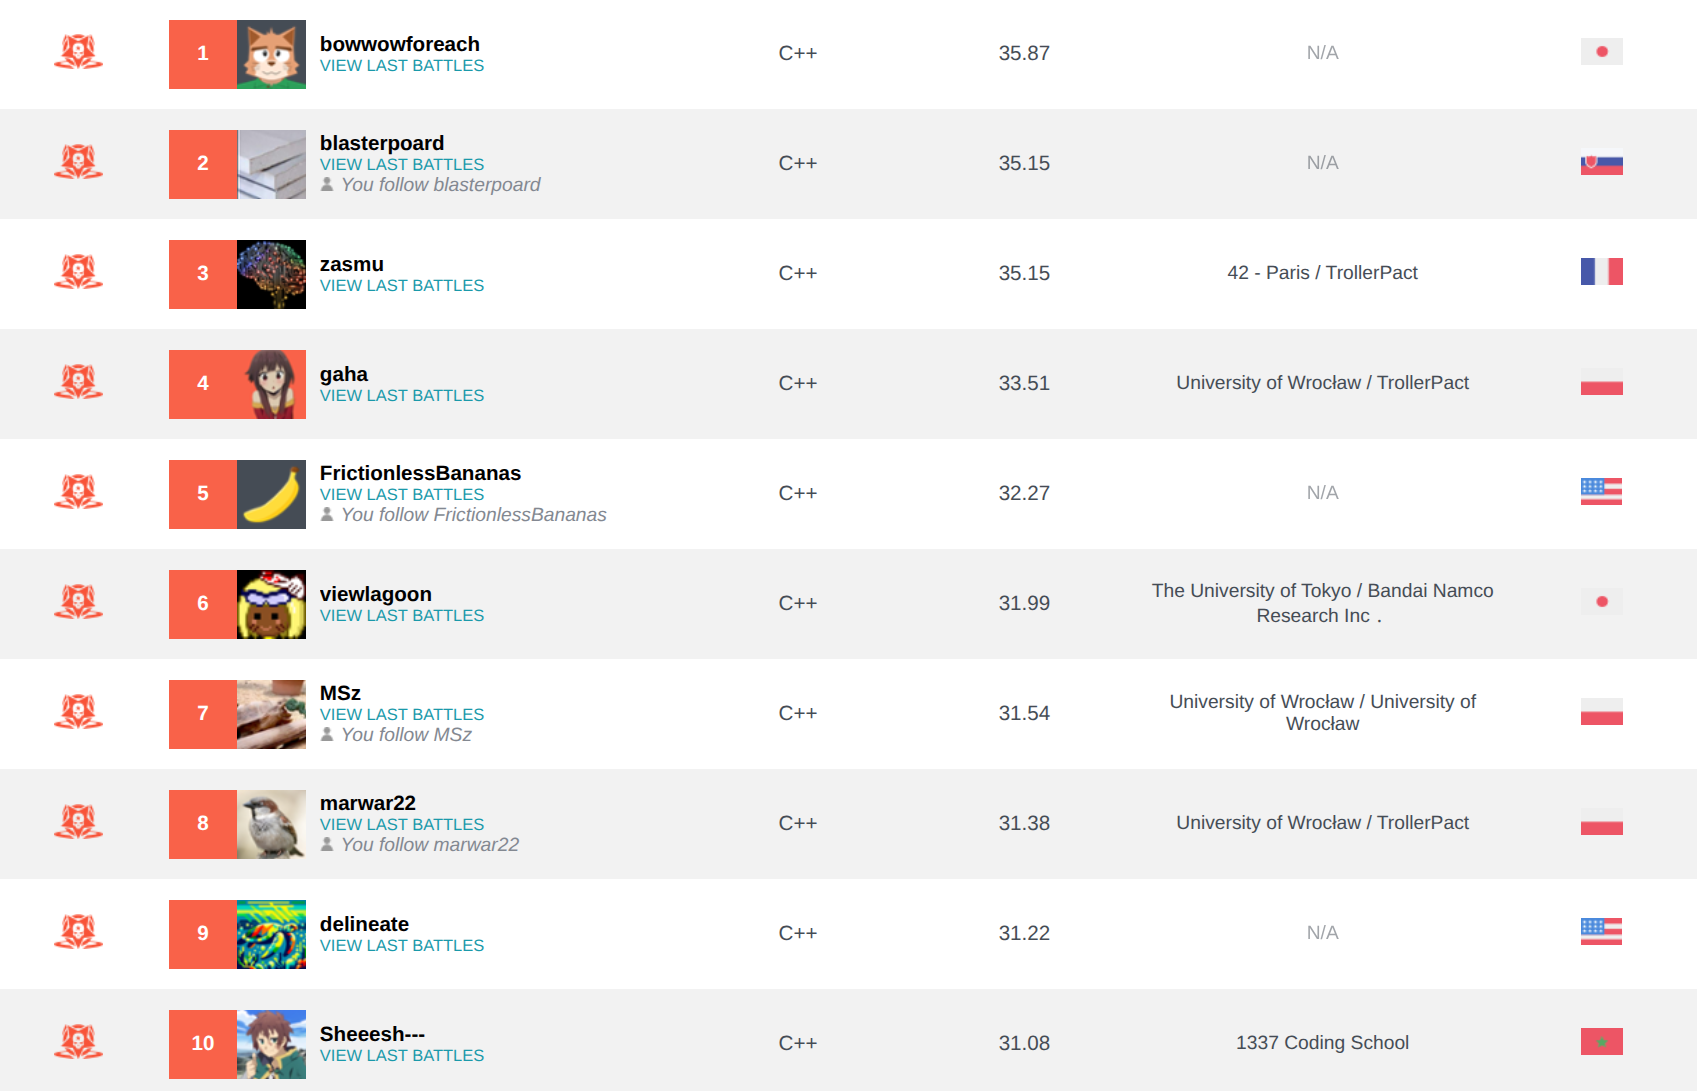 1
bowwowforeach
VIEW LAST BATTLES
C++
35.87
N/A
2
blasterpoard
VIEW LAST BATTLES
You follow blasterpoard
C++
35.15
N/A
3
zasmu
VIEW LAST BATTLES
C++
35.15
42 - Paris / TrollerPact
4
gaha
VIEW LAST BATTLES
C++
33.51
University of Wrocław / TrollerPact
5
FrictionlessBananas
VIEW LAST BATTLES
You follow FrictionlessBananas
C++
32.27
N/A
6
viewlagoon
VIEW LAST BATTLES
C++
31.99
The University of Tokyo / Bandai Namco
Research Inc．
7
MSz
VIEW LAST BATTLES
You follow MSz
C++
31.54
University of Wrocław / University of
Wrocław
8
marwar22
VIEW LAST BATTLES
You follow marwar22
C++
31.38
University of Wrocław / TrollerPact
9
delineate
VIEW LAST BATTLES
C++
31.22
N/A
10
Sheeesh---
VIEW LAST BATTLES
C++
31.08
1337 Coding School